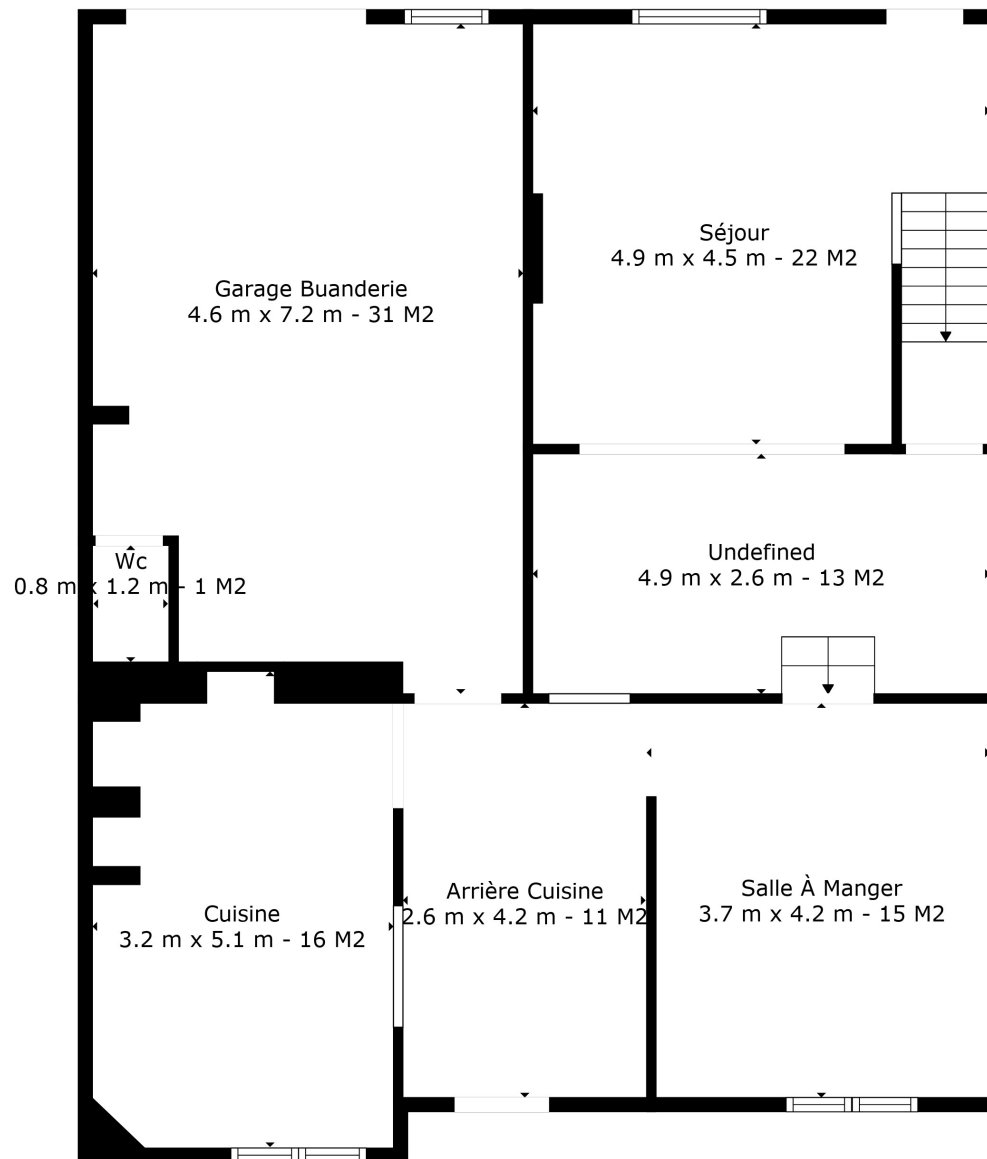 Séjour
4.9 m x 4.5 m - 22 M2
Garage Buanderie
4.6 m x 7.2 m - 31 M2
Undefined
4.9 m x 2.6 m - 13 M2
Wc
0.8 m x 1.2 m - 1 M2
Arrière Cuisine
2.6 m x 4.2 m - 11 M2
Salle À Manger
3.7 m x 4.2 m - 15 M2
Cuisine
3.2 m x 5.1 m - 16 M2